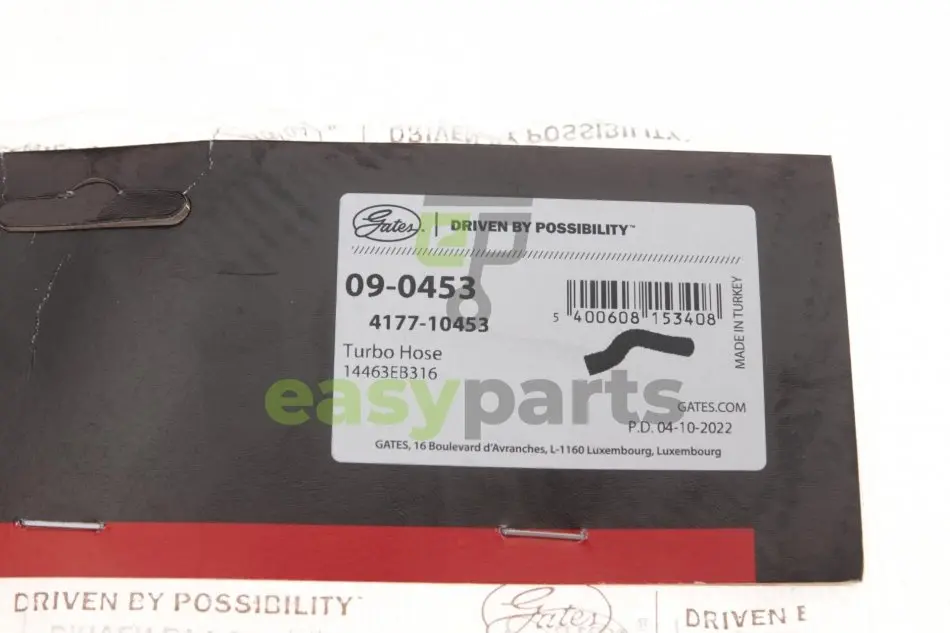 DRIVEN BY POSSIBILITY
Gates™ | DRIVEN BY POSSIBILITY™
09-0453
4177-10453
5 400608 153408
MADE IN TURKEY
Turbo Hose
14463EB316
easyparts
GATES.COM
P.D. 04-10-2022
GATES, 16 Boulevard d'Avranches, L-1160 Luxembourg, Luxembourg
DRIVEN BY POSSIBILITY™
Gates
DRIVEN B